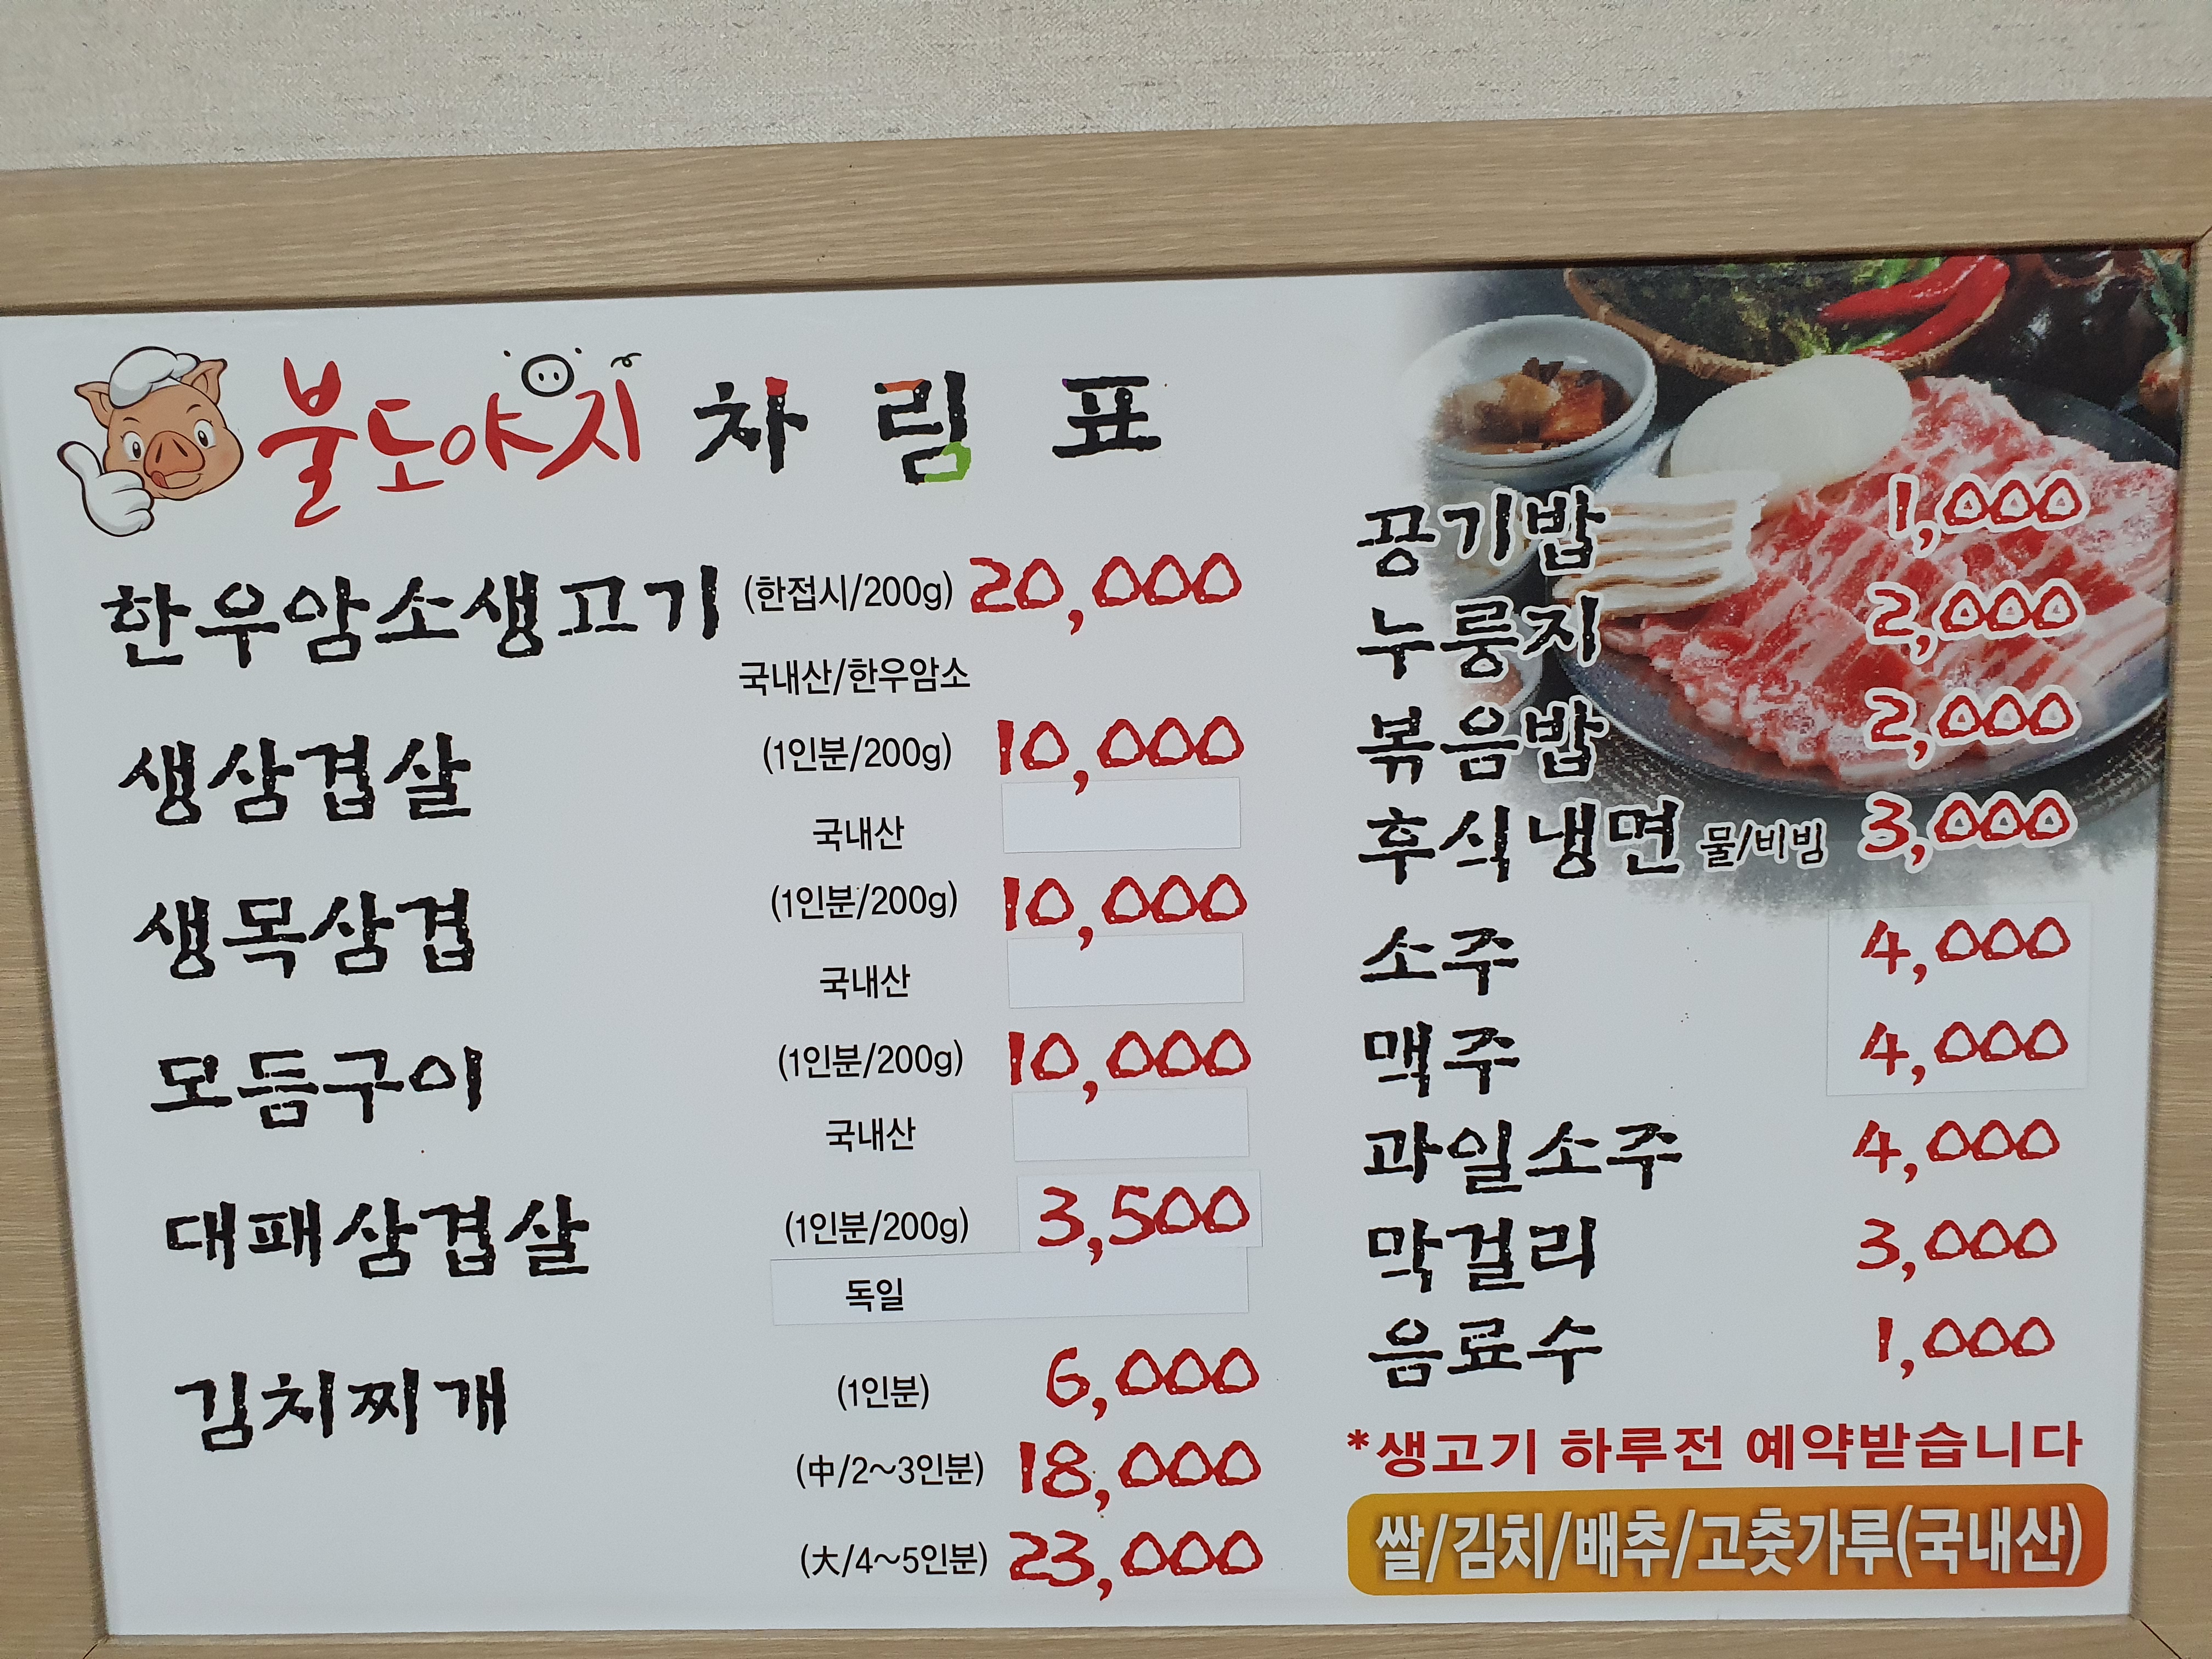 불도야지 차림표
한우암소생고기 (한접시/200g) 20,000
국내산/한우암소
생삼겹살 (1인분/200g) 10,000
국내산
생목삼겹 (1인분/200g) 10,000
국내산
모듬구이 (1인분/200g) 10,000
국내산
대패삼겹살 (1인분/200g) 3,500
독일
김치찌개 (1인분) 6,000
(中/2~3인분) 18,000
(大/4~5인분) 23,000
공기밥 1,000
누룽지 2,000
볶음밥 2,000
후식냉면 물/비빔 3,000
소주 4,000
맥주 4,000
과일소주 4,000
막걸리 3,000
음료수 1,000
*생고기 하루전 예약받습니다
쌀/김치/배추/고춧가루(국내산)